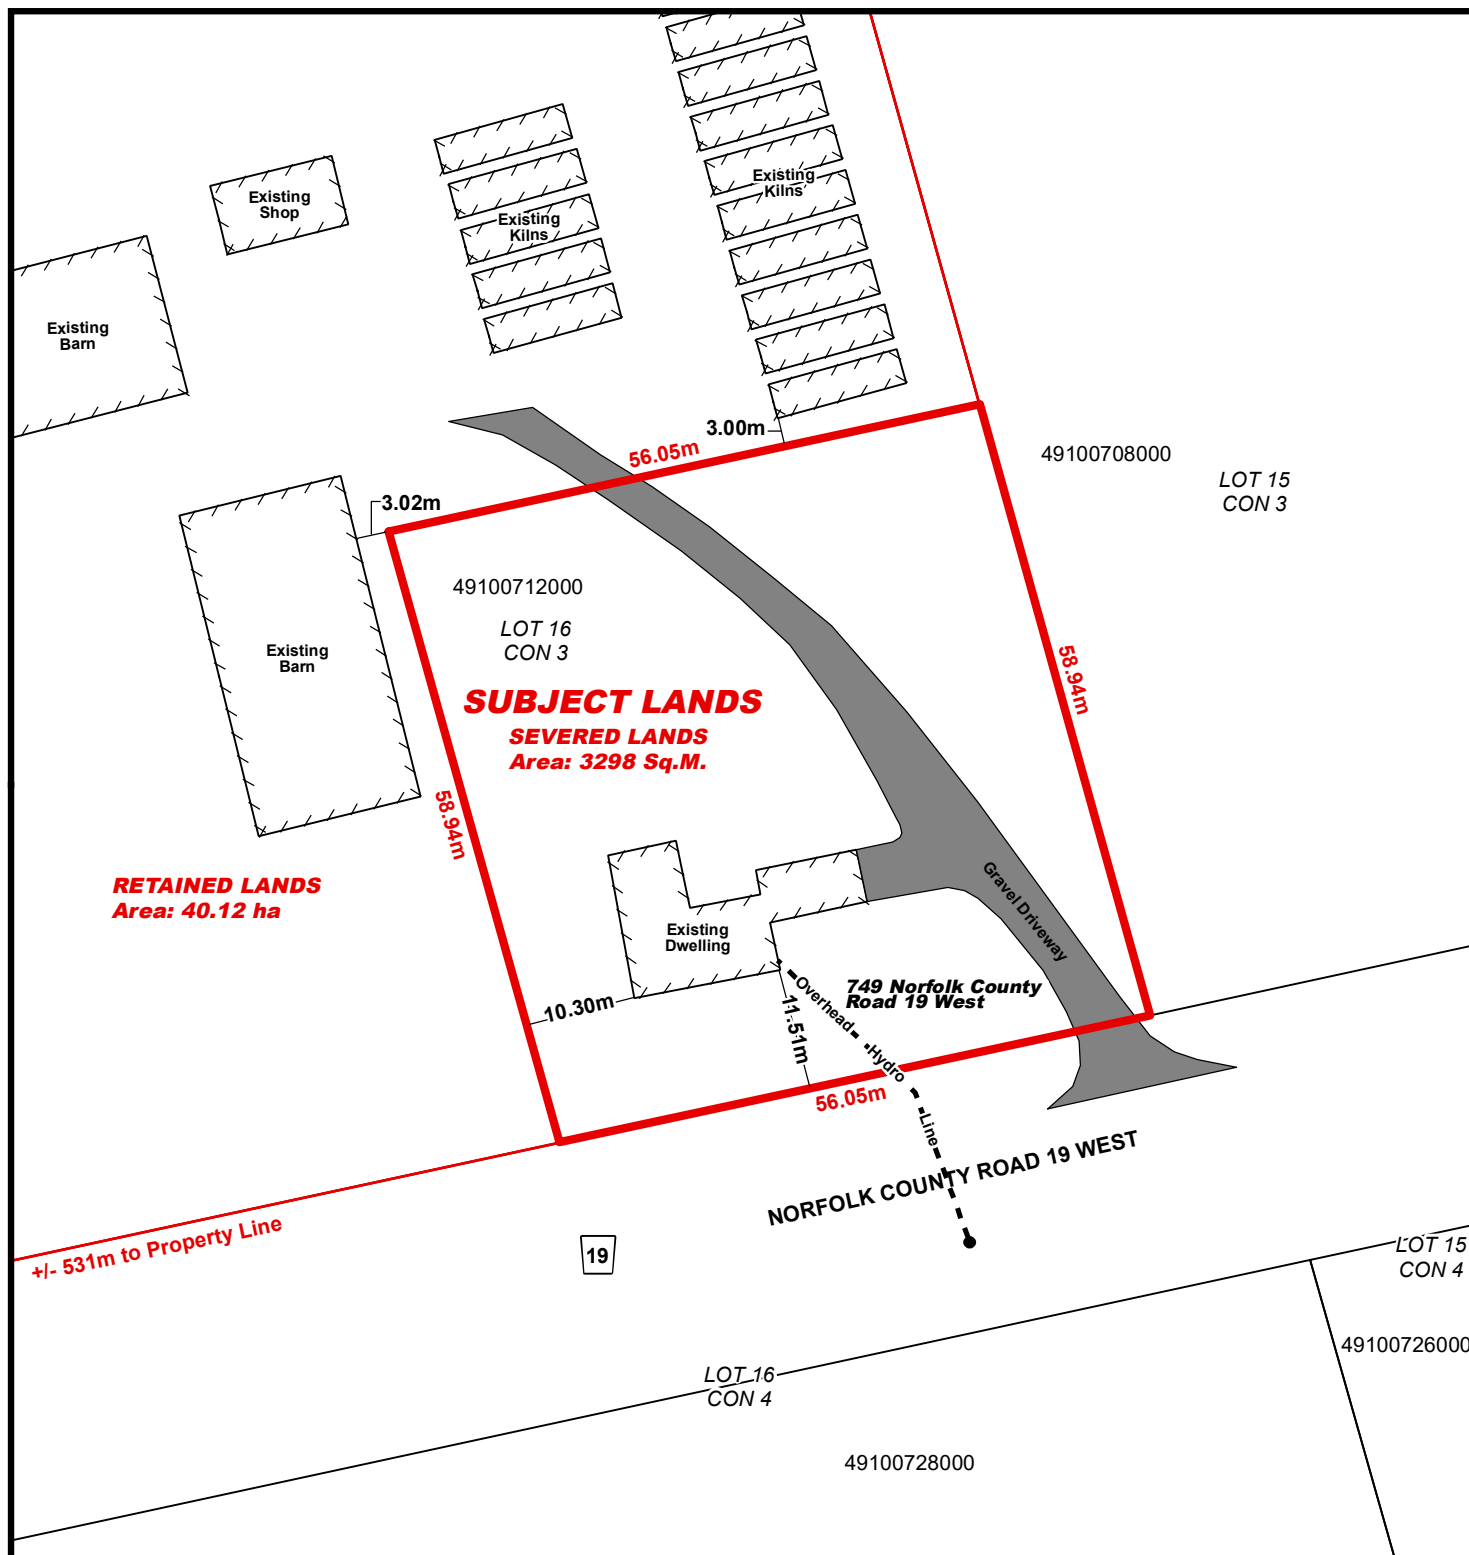 Existing
Kilns
Existing
Shop
Existing
Kilns
Existing
Barn
3.00m
56.05m
49100708000
LOT 15
CON 3
3.02m
49100712000
LOT 16
CON 3
Existing
Barn
58.94m
SUBJECT LANDS
SEVERED LANDS
Area: 3298 Sq.M.
58.94m
RETAINED LANDS
Area: 40.12 ha
Gravel Driveway
Existing
Dwelling
749 Norfolk County
Road 19 West
10.30m
11.51m
Overhead
Hydro
Line
56.05m
NORFOLK COUNTY ROAD 19 WEST
+/- 531m to Property Line
19
LOT 15
CON 4
49100726000
LOT 16
CON 4
49100728000